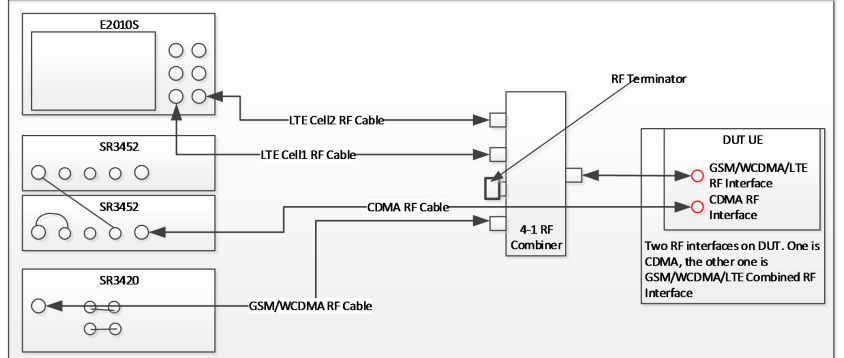 E2010S
RF Terminator
LTE Cell2 RF Cable
SR3452
LTE Cell1 RF Cable
DUT UE
GSM/WCDMA/LTE
RF Interface
SR3452
CDMA RF Cable
CDMA RF
Interface
4-1 RF
Combiner
Two RF interfaces on DUT. One is
CDMA, the other one is
GSM/WCDMA/LTE Combined RF
Interface
SR3420
GSM/WCDMA RF Cable